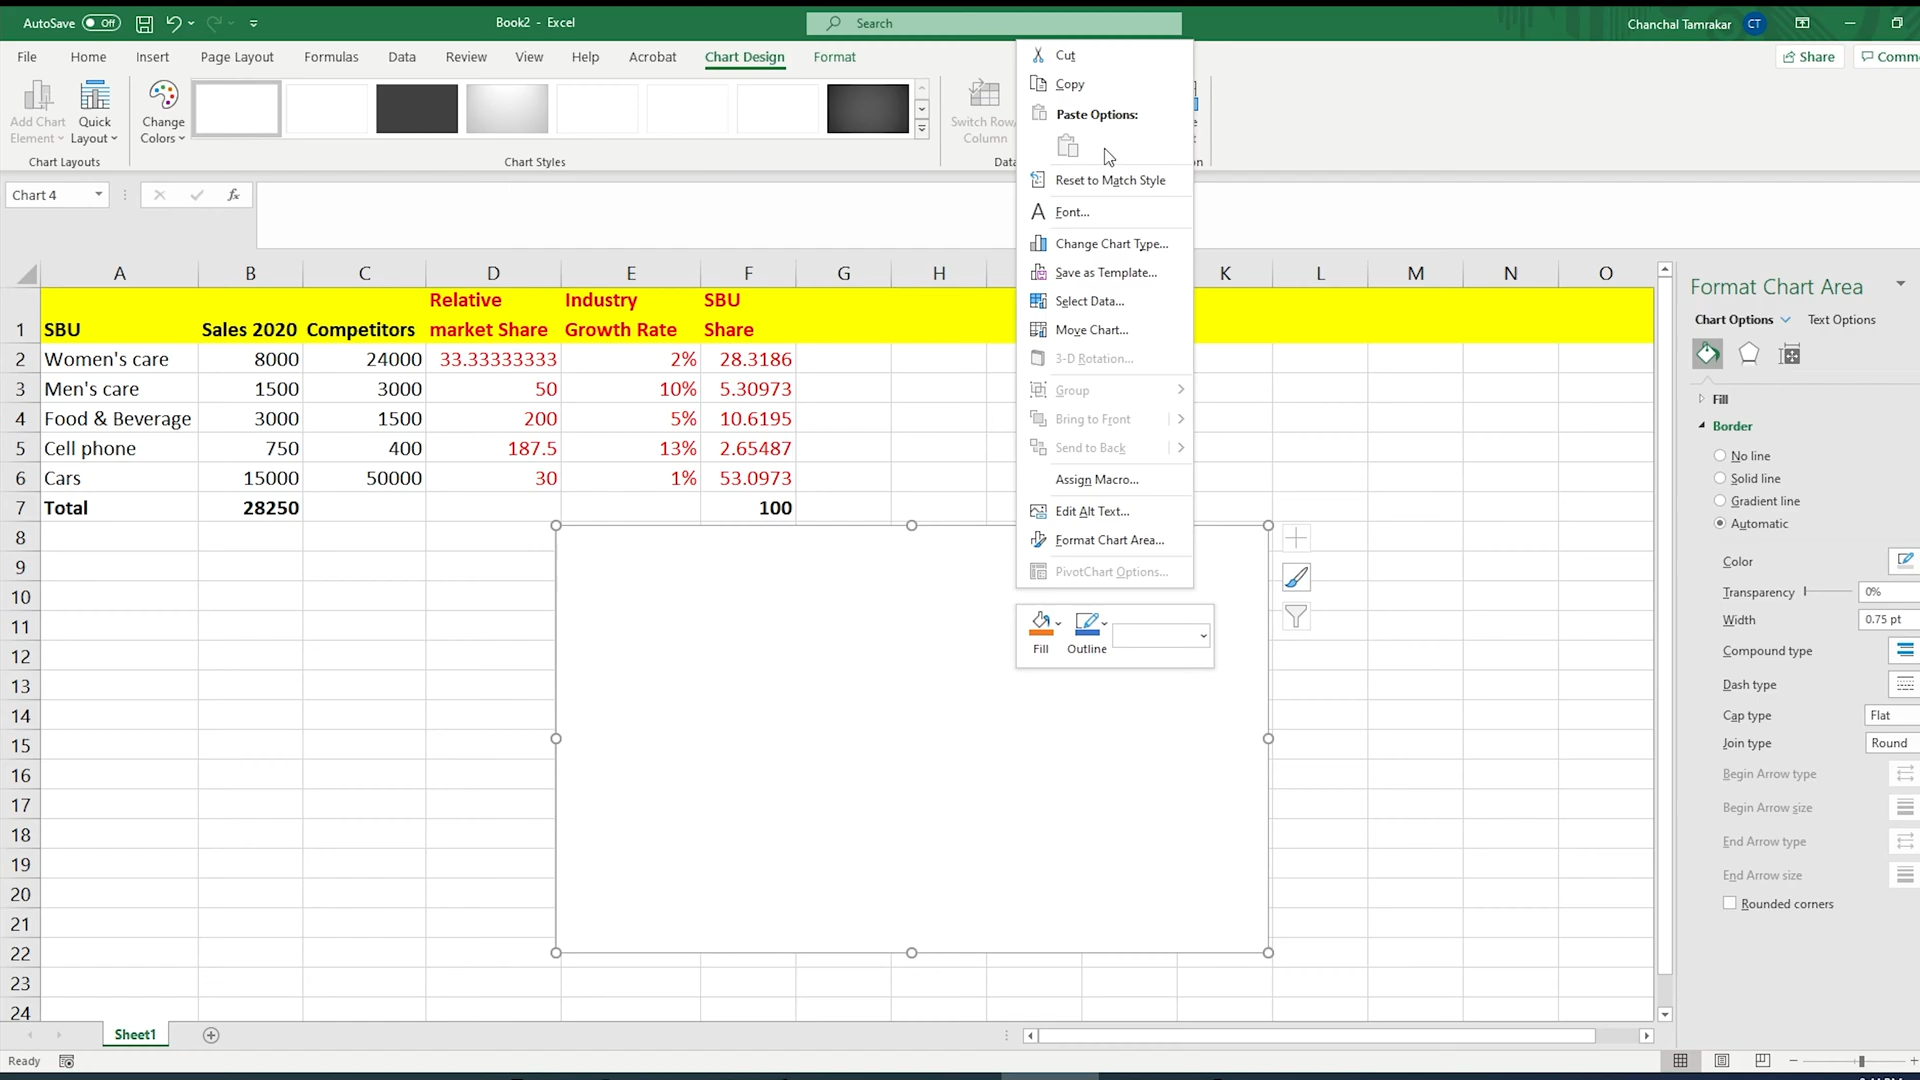 AutoSave Off
Book2 - Excel
Search
Chanchal Tamrakar CT
File Home Insert Page Layout Formulas Data Review View Help Acrobat Chart Design Format
Share
Comme
Add Chart
Element
Quick
Layout
Change
Colors
Switch Row/
Column
Chart Layouts
Chart Styles
Data
Chart 4
fx
A B C D E F G H K L M N O
Relative Industry SBU
1 SBU Sales 2020 Competitors market Share Growth Rate Share
2 Women's care 8000 24000 33.33333333 2% 28.3186
3 Men's care 1500 3000 50 10% 5.30973
4 Food & Beverage 3000 1500 200 5% 10.6195
5 Cell phone 750 400 187.5 13% 2.65487
6 Cars 15000 50000 30 1% 53.0973
7 Total 28250 100
8
9
10
11
12
13
14
15
16
17
18
19
20
21
22
23
24
Cut
Copy
Paste Options:
Reset to Match Style
Font...
Change Chart Type...
Save as Template...
Select Data...
Move Chart...
3-D Rotation...
Group
Bring to Front
Send to Back
Assign Macro...
Edit Alt Text...
Format Chart Area...
PivotChart Options...
Fill Outline
Format Chart Area
Chart Options Text Options
Fill
Border
No line
Solid line
Gradient line
Automatic
Color
Transparency 0%
Width 0.75 pt
Compound type
Dash type
Cap type Flat
Join type Round
Begin Arrow type
Begin Arrow size
End Arrow type
End Arrow size
Rounded corners
Sheet1
Ready